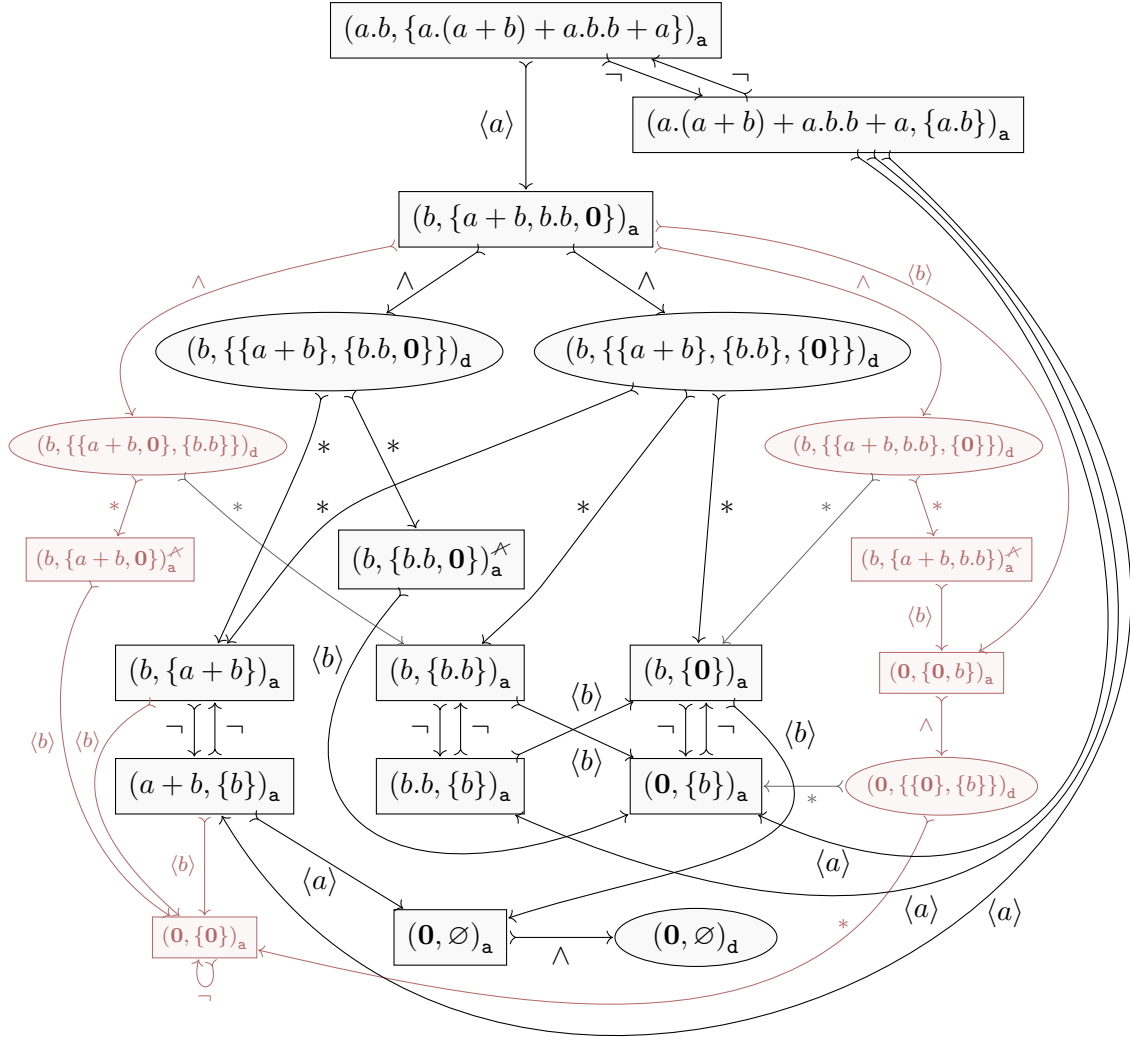 (a.b, {a.(a + b) + a.b.b + a})ₐ
¬ ¬
⟨a⟩
(a.(a + b) + a.b.b + a, {a.b})ₐ
(b, {a + b, b.b, 𝟎})ₐ
⟨b⟩
∧ ∧ ∧ ∧
(b, {{a + b}, {b.b, 𝟎}})d
(b, {{a + b}, {b.b}, {𝟎}})d
(b, {{a + b, 𝟎}, {b.b}})d
(b, {{a + b, b.b}, {𝟎}})d
* * * * * * * * *
(b, {a + b, 𝟎})ₐ^∧̸
(b, {b.b, 𝟎})ₐ^∧̸
(b, {a + b, b.b})ₐ^∧̸
⟨b⟩ ⟨b⟩
(b, {a + b})ₐ
(b, {b.b})ₐ
(b, {𝟎})ₐ
(𝟎, {𝟎, b})ₐ
⟨b⟩ ⟨b⟩ ¬ ¬ ¬ ¬ ⟨b⟩ ¬ ¬ ⟨b⟩ ∧
⟨b⟩
(a + b, {b})ₐ
(b.b, {b})ₐ
(𝟎, {b})ₐ
(𝟎, {{𝟎}, {b}})d
*
⟨b⟩ ⟨a⟩ ⟨a⟩ ⟨a⟩ ⟨a⟩
(𝟎, {𝟎})ₐ
(𝟎, ∅)ₐ
∧
(𝟎, ∅)d
*
¬